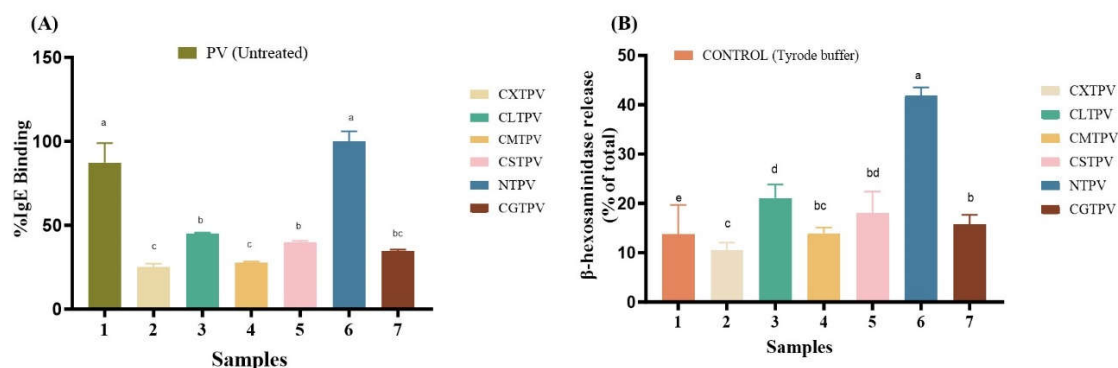 (A)
PV (Untreated)
%IgE Binding
150
100
50
0
a
c
b
c
b
a
bc
1 2 3 4 5 6 7
Samples
CXTPV
CLTPV
CMTPV
CSTPV
NTPV
CGTPV
(B)
CONTROL (Tyrode buffer)
β-hexosaminidase release
(% of total)
50
40
30
20
10
0
e
c
d
bc
bd
a
b
1 2 3 4 5 6 7
Samples
CXTPV
CLTPV
CMTPV
CSTPV
NTPV
CGTPV